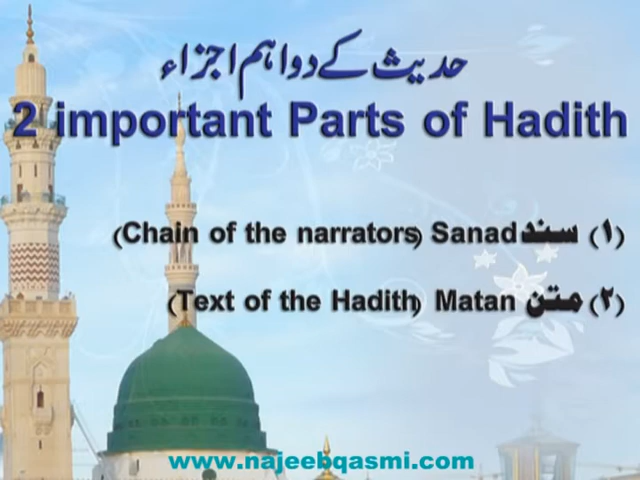 حدیث کے دو اہم اجزاء
2 important Parts of Hadith
(۱) سند Sanad (Chain of the narrators)
(۲) متن Matan (Text of the Hadith)
www.najeebqasmi.com